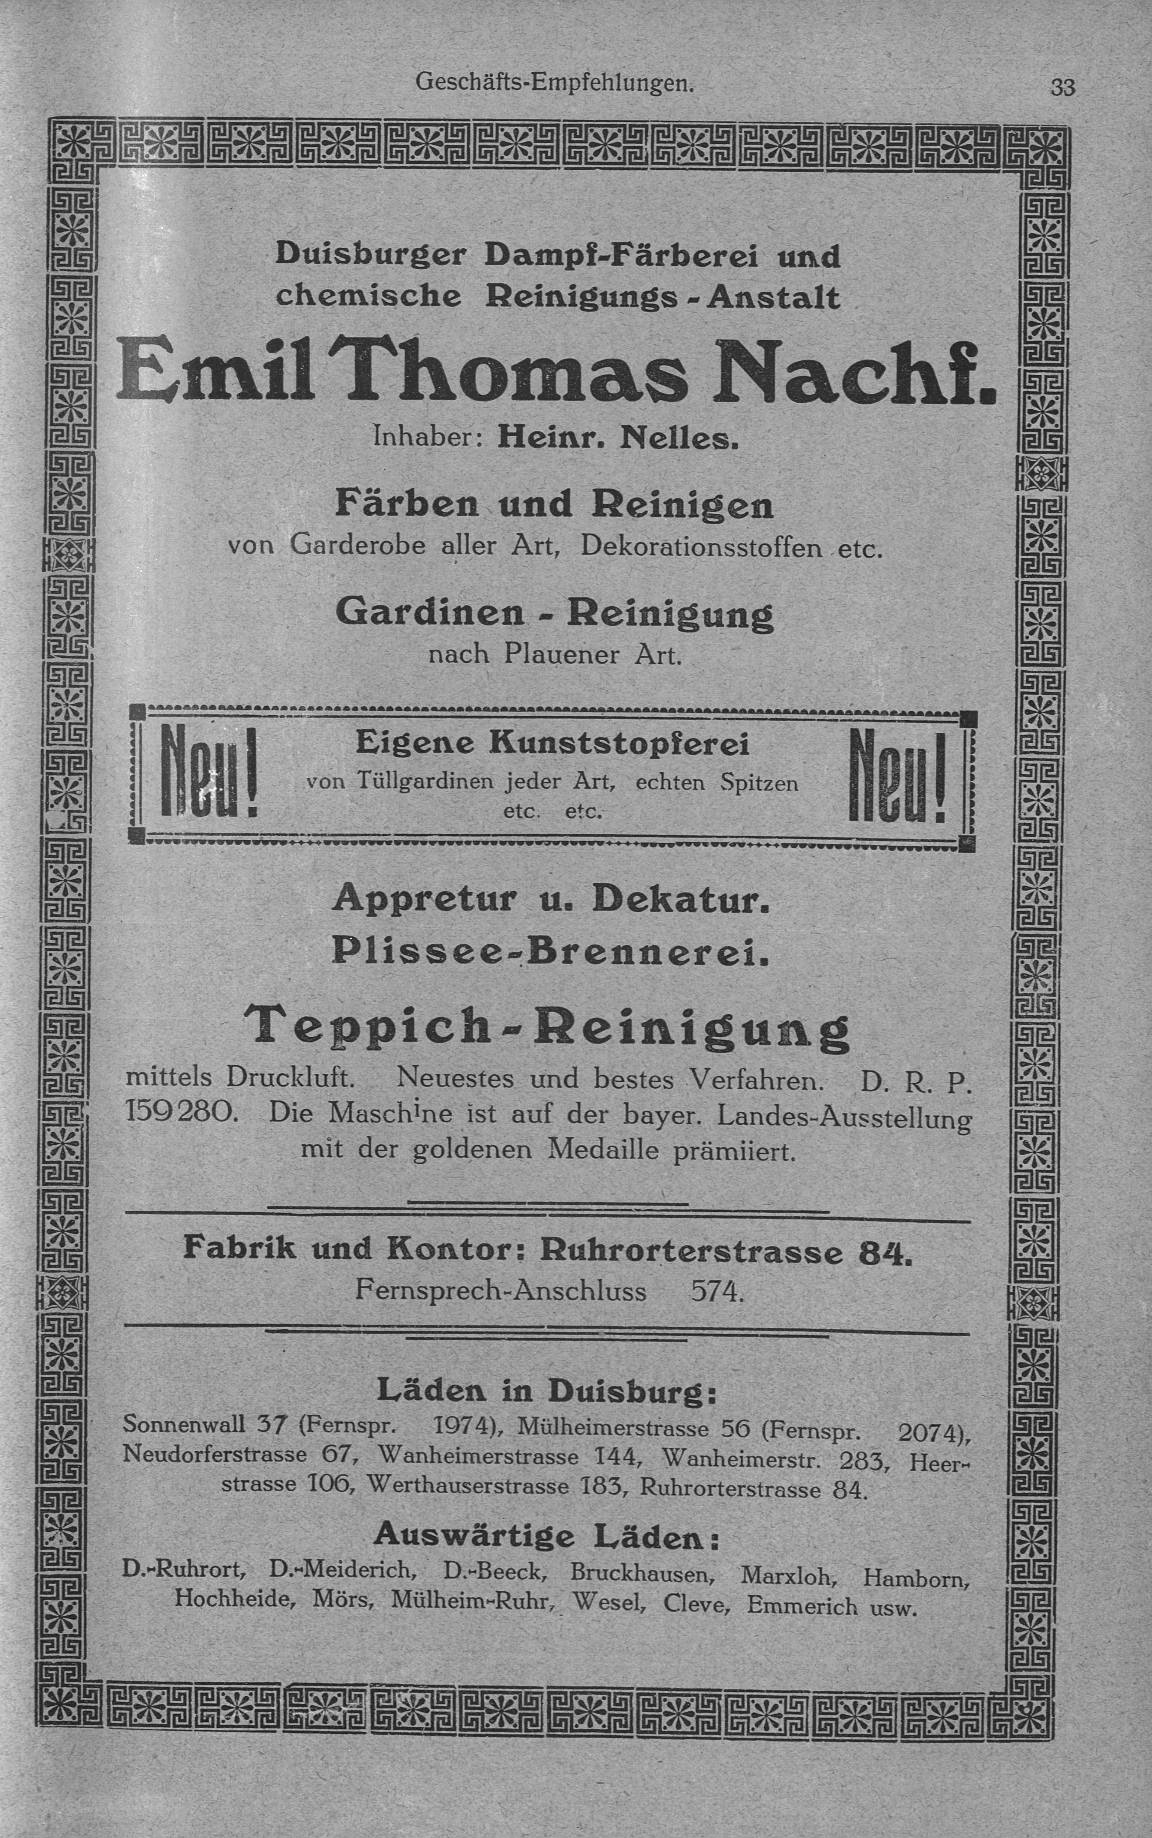 Geschäfts-Empfehlungen.
33
Duisburger Dampf-Färberei und
chemische Reinigungs-Anstalt
Emil Thomas Nachf.
Inhaber: Heinr. Nelles.
Färben und Reinigen
von Garderobe aller Art, Dekorationsstoffen etc.
Gardinen - Reinigung
nach Plauener Art.
Neu!
Eigene Kunststopferei
von Tüllgardinen jeder Art, echten Spitzen
etc. etc.
Neu!
Appretur u. Dekatur.
Plissee-Brennerei.
Teppich-Reinigung
mittels Druckluft. Neuestes und bestes Verfahren. D. R. P.
159280. Die Maschine ist auf der bayer. Landes-Ausstellung
mit der goldenen Medaille prämiiert.
Fabrik und Kontor: Ruhrorterstrasse 84.
Fernsprech-Anschluss 574.
Läden in Duisburg:
Sonnenwall 37 (Fernspr. 1974), Mülheimerstrasse 56 (Fernspr. 2074),
Neudorferstrasse 67, Wanheimerstrasse 144, Wanheimerstr. 283, Heer-
strasse 106, Werthauserstrasse 183, Ruhrorterstrasse 84.
Auswärtige Läden:
D.-Ruhrort, D.-Meiderich, D.-Beeck, Bruckhausen, Marxloh, Hamborn,
Hochheide, Mörs, Mülheim-Ruhr, Wesel, Cleve, Emmerich usw.